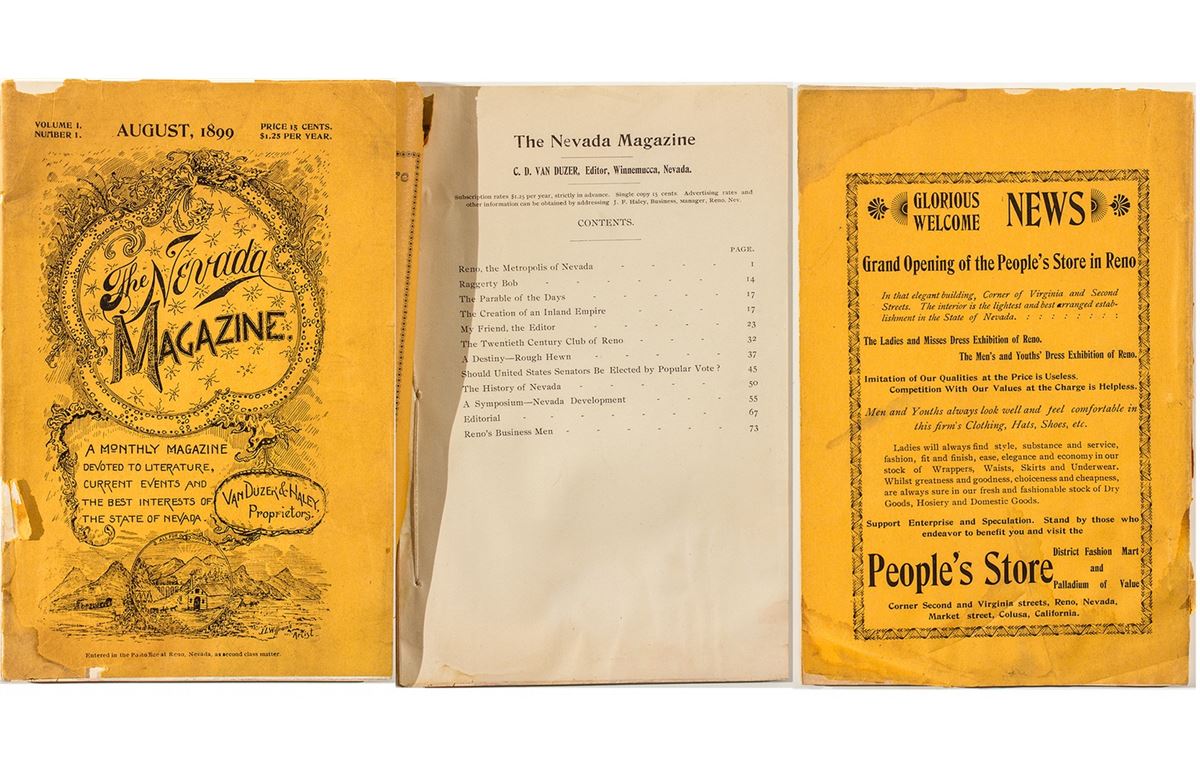 VOLUME I, NUMBER 1.
AUGUST, 1899
PRICE 15 CENTS. $1.25 PER YEAR.
The Nevada
MAGAZINE.
A MONTHLY MAGAZINE
DEVOTED TO LITERATURE,
CURRENT EVENTS AND
THE BEST INTERESTS OF
THE STATE OF NEVADA.
VAN DUZER & HALEY
Proprietors.
Artist
Entered in the Postoffice at Reno, Nevada, as second class matter.
The Nevada Magazine
C. D. VAN DUZER, Editor, Winnemucca, Nevada.
Subscription rates $1.25 per year, strictly in advance. Single copy 15 cents. Advertising rates and
other information can be obtained by addressing J. F. Haley, Business, Manager, Reno, Nev.
CONTENTS.
PAGE.
Reno, the Metropolis of Nevada - - - - - 1
Raggerty Bob - - - - - - - 14
The Parable of the Days - - - - - - 17
The Creation of an Inland Empire - - - - - 17
My Friend, the Editor - - - - - - 23
The Twentieth Century Club of Reno - - - - 32
A Destiny—Rough Hewn - - - - - - 37
Should United States Senators Be Elected by Popular Vote? 45
The History of Nevada - - - - - - 50
A Symposium—Nevada Development - - - - 55
Editorial - - - - - - - - 67
Reno's Business Men - - - - - - 73
GLORIOUS WELCOME NEWS
Grand Opening of the People's Store in Reno
In that elegant building, Corner of Virginia and Second
Streets. The interior is the lightest and best arranged estab-
lishment in the State of Nevada. : : : : : : : :
The Ladies and Misses Dress Exhibition of Reno.
The Men's and Youths' Dress Exhibition of Reno.
Imitation of Our Qualities at the Price is Useless.
Competition With Our Values at the Charge is Helpless.
Men and Youths always look well and feel comfortable in
this firm's Clothing, Hats, Shoes, etc.
Ladies will always find style, substance and service,
fashion, fit and finish, ease, elegance and economy in our
stock of Wrappers, Waists, Skirts and Underwear.
Whilst greatness and goodness, choiceness and cheapness,
are always sure in our fresh and fashionable stock of Dry
Goods, Hosiery and Domestic Goods.
Support Enterprise and Speculation. Stand by those who
endeavor to benefit you and visit the
People's Store
District Fashion Mart
and
Palladium of Value
Corner Second and Virginia streets, Reno, Nevada,
Market street, Colusa, California.